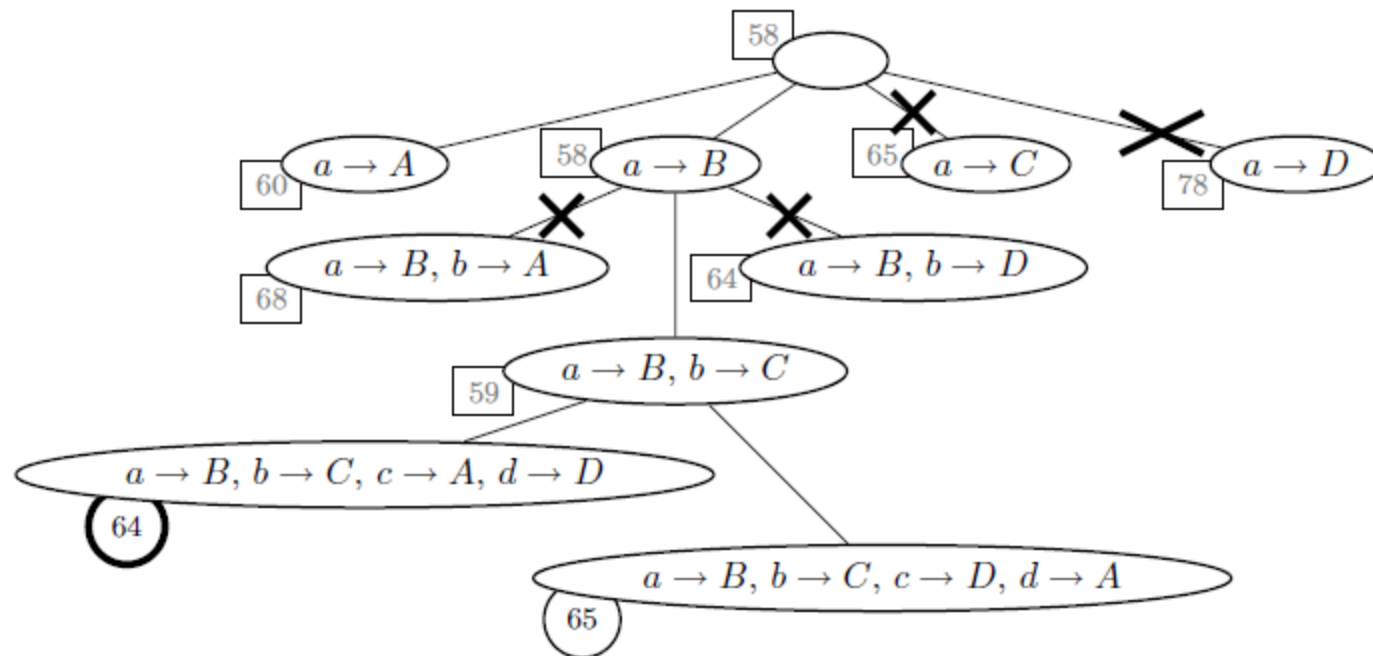 58
a → A
60
a → B
58
a → C
65
a → D
78
a → B, b → A
68
a → B, b → D
64
a → B, b → C
59
a → B, b → C, c → A, d → D
64
a → B, b → C, c → D, d → A
65